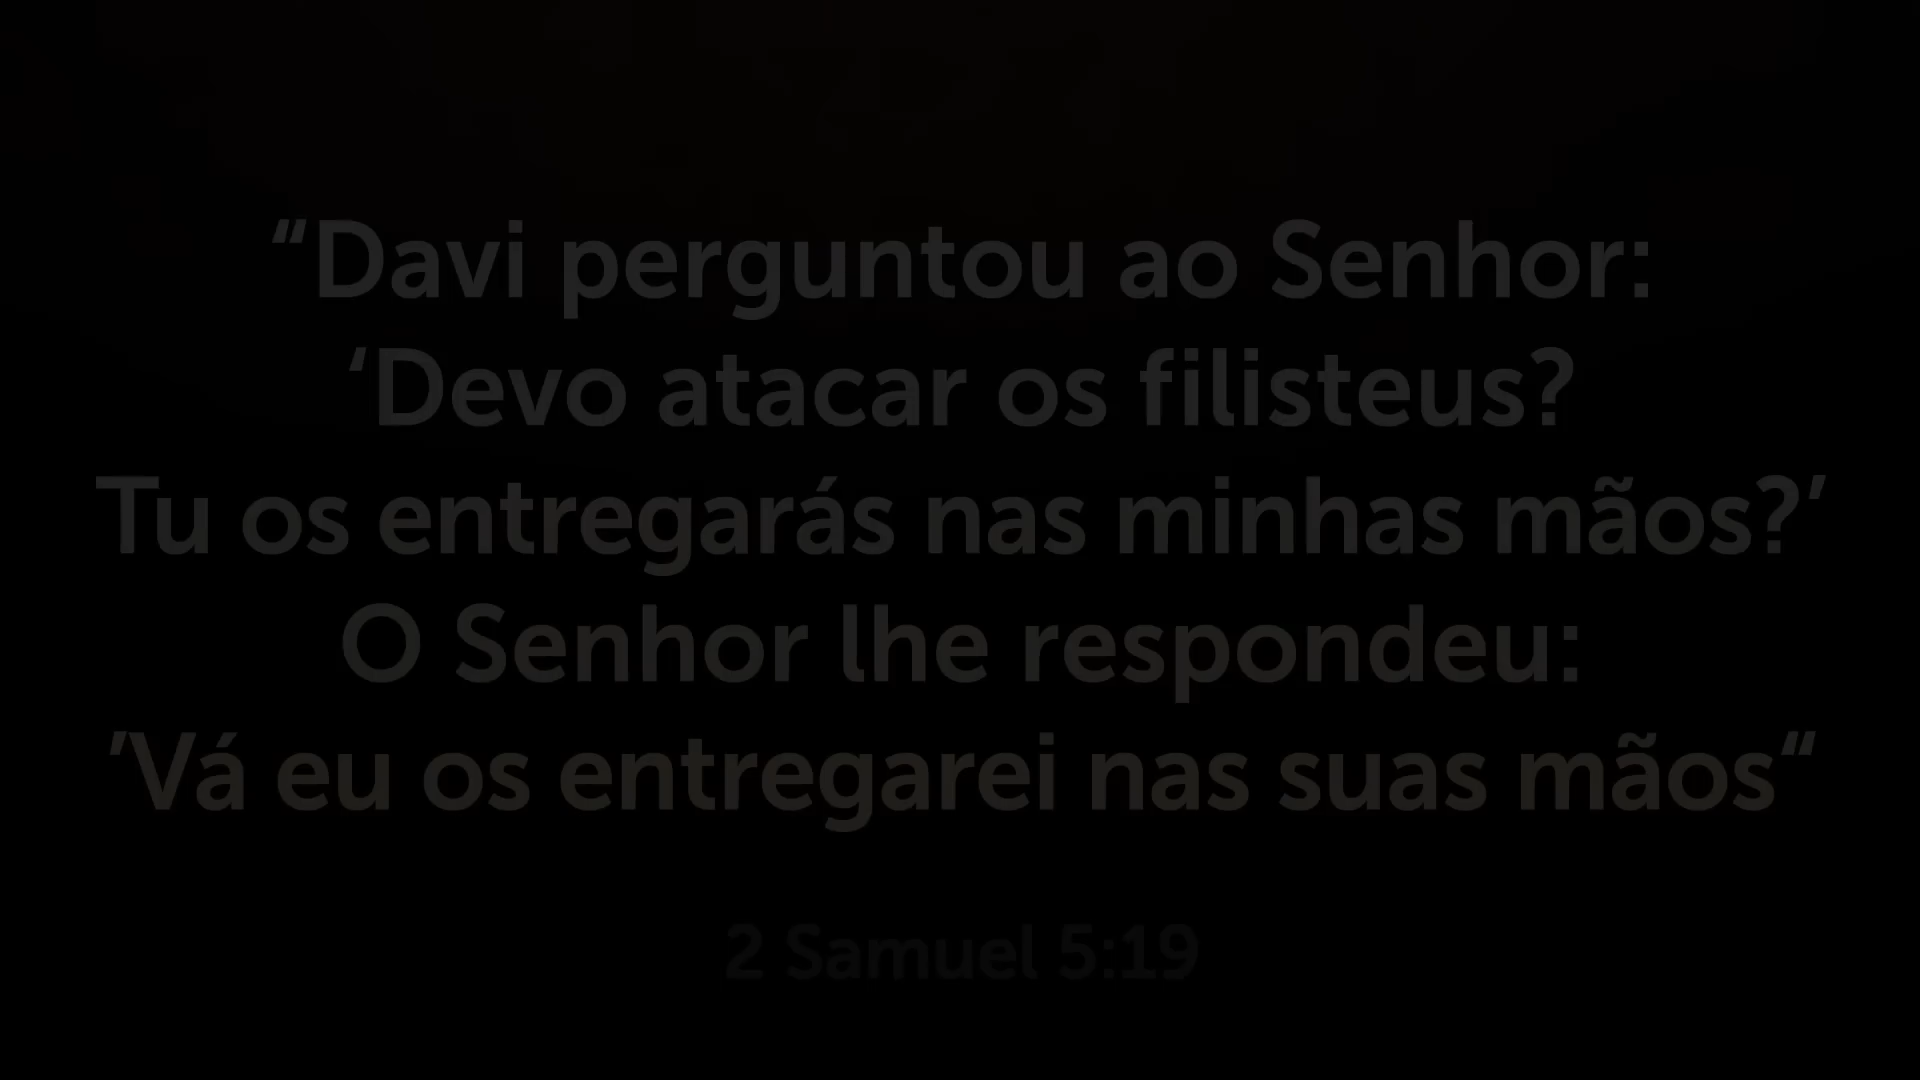 “Davi perguntou ao Senhor:
‘Devo atacar os filisteus?
Tu os entregarás nas minhas mãos?’
O Senhor lhe respondeu:
’Vá eu os entregarei nas suas mãos“
2 Samuel 5:19